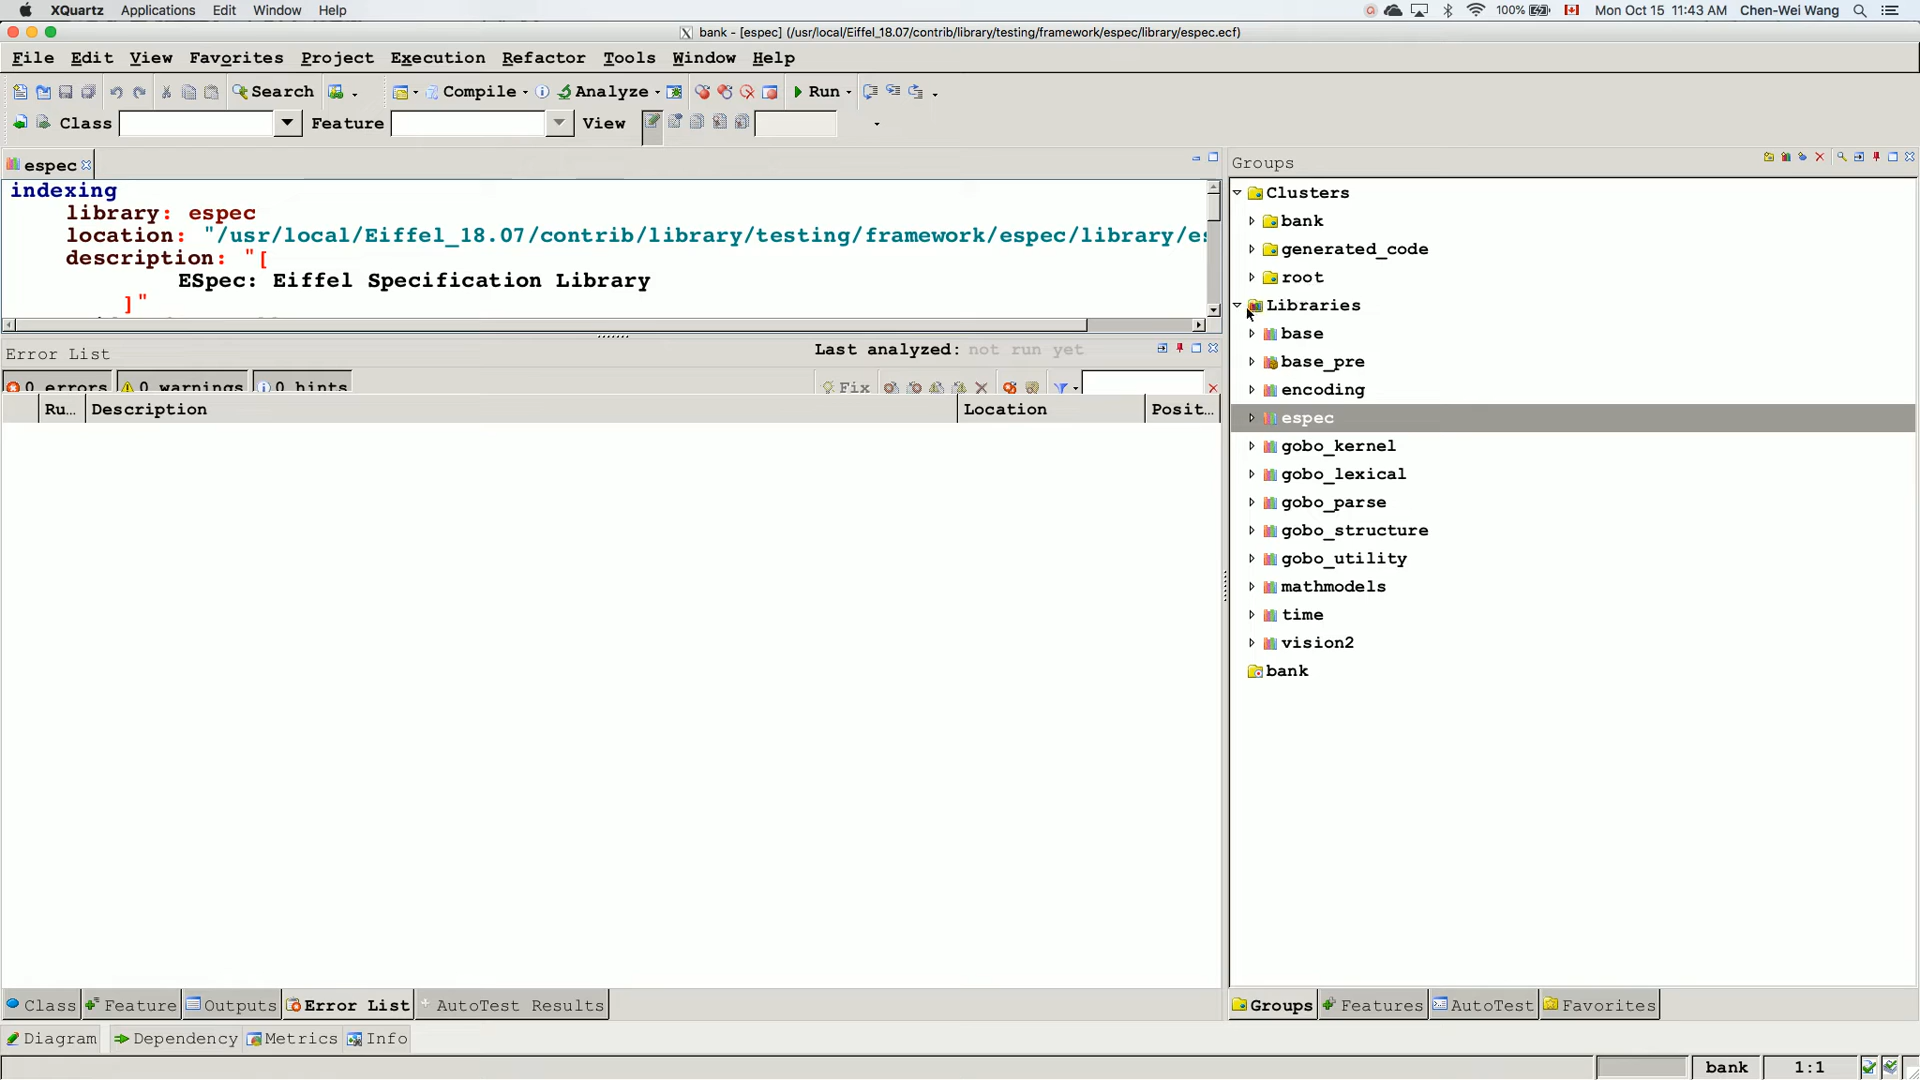 XQuartz Applications Edit Window Help 100% Mon Oct 15 11:43 AM Chen-Wei Wang
bank - [espec] (/usr/local/Eiffel_18.07/contrib/library/testing/framework/espec/library/espec.ecf)
File Edit View Favorites Project Execution Refactor Tools Window Help
Search Compile Analyze Run
Class Feature View
espec
indexing
library: espec
location: "/usr/local/Eiffel_18.07/contrib/library/testing/framework/espec/library/es
description: "[
ESpec: Eiffel Specification Library
]"
Error List Last analyzed: not run yet
0 errors 0 warnings 0 hints Fix
Ru... Description Location Posit...
Groups
Clusters
bank
generated_code
root
Libraries
base
base_pre
encoding
espec
gobo_kernel
gobo_lexical
gobo_parse
gobo_structure
gobo_utility
mathmodels
time
vision2
bank
Class Feature Outputs Error List AutoTest Results
Groups Features AutoTest Favorites
Diagram Dependency Metrics Info
bank 1:1